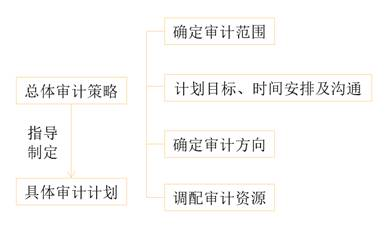 确定审计范围
总体审计策略
计划目标、时间安排及沟通
指导
制定
确定审计方向
具体审计计划
调配审计资源